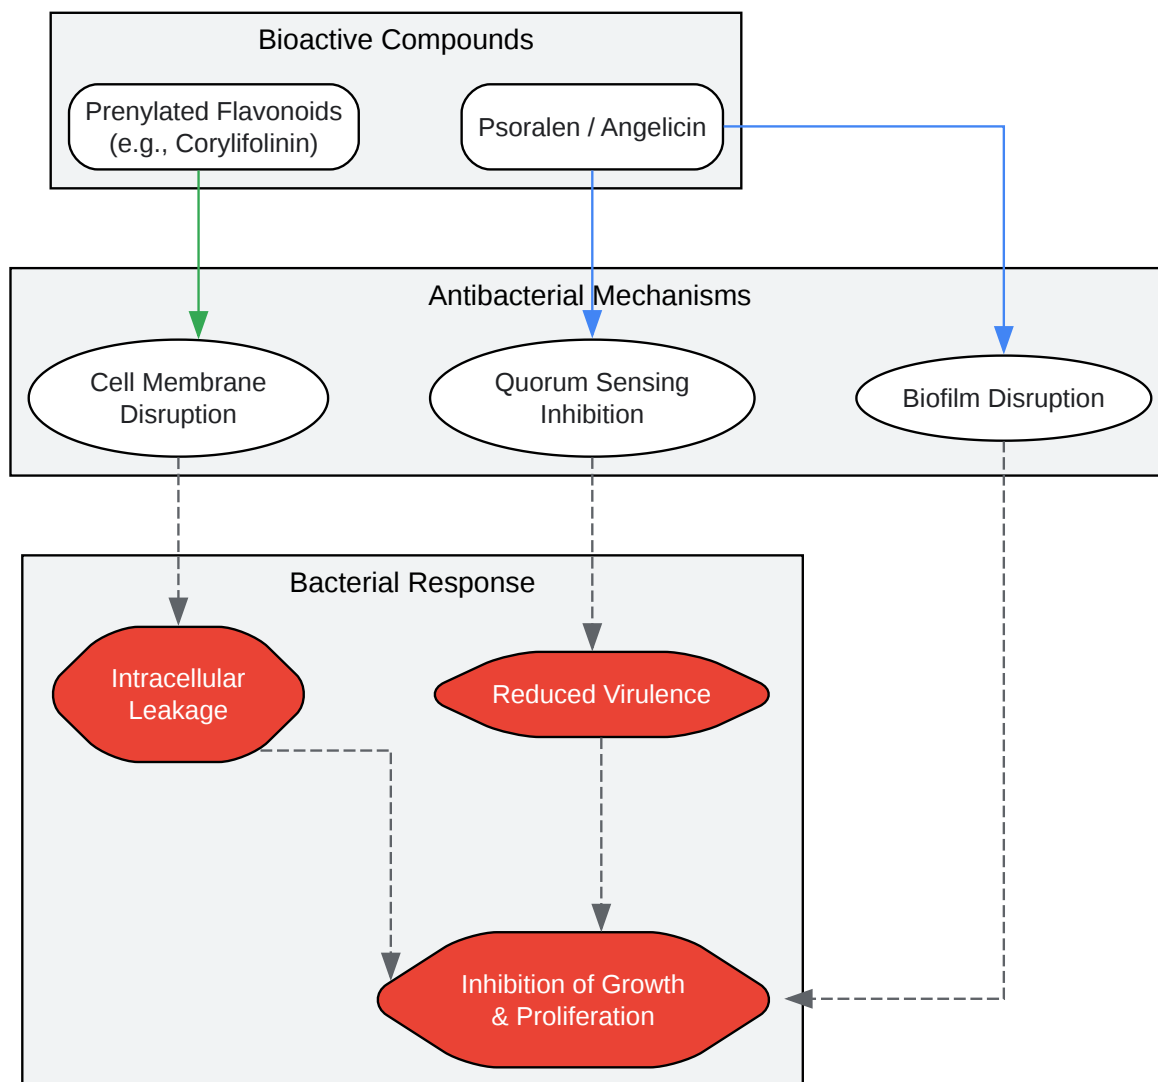 Bioactive Compounds
Prenylated Flavonoids
(e.g., Corylifolinin)
Psoralen / Angelicin
Antibacterial Mechanisms
Cell Membrane
Disruption
Quorum Sensing
Inhibition
Biofilm Disruption
Bacterial Response
Intracellular
Leakage
Reduced Virulence
Inhibition of Growth
& Proliferation